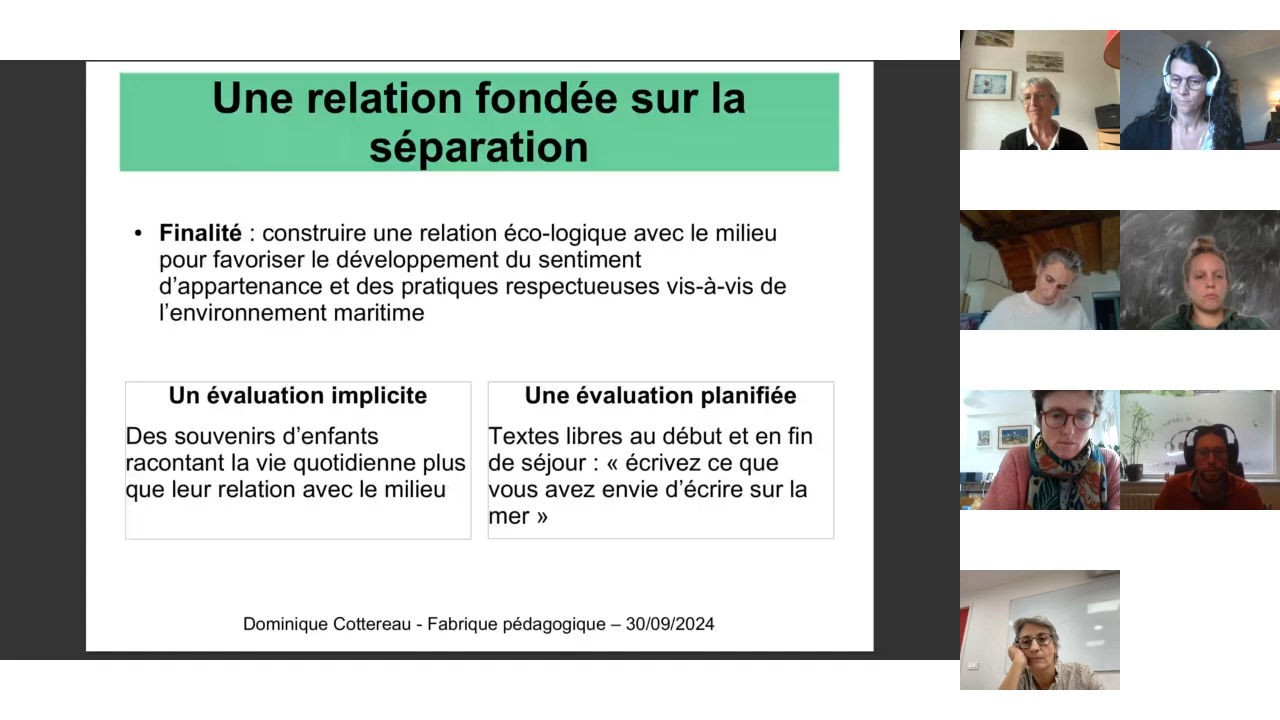 Une relation fondée sur la
séparation
• Finalité : construire une relation éco-logique avec le milieu
pour favoriser le développement du sentiment
d’appartenance et des pratiques respectueuses vis-à-vis de
l’environnement maritime
Un évaluation implicite
Des souvenirs d’enfants
racontant la vie quotidienne plus
que leur relation avec le milieu
Une évaluation planifiée
Textes libres au début et en fin
de séjour : « écrivez ce que
vous avez envie d’écrire sur la
mer »
Dominique Cottereau - Fabrique pédagogique – 30/09/2024